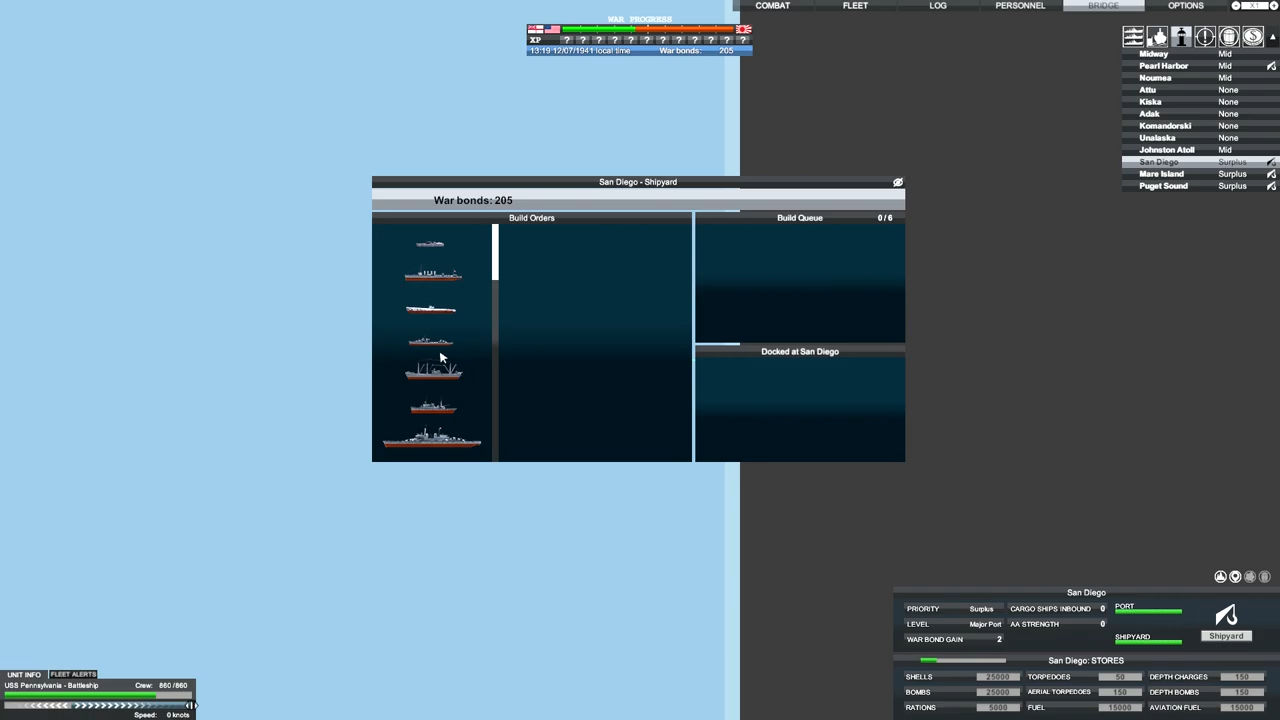 COMBAT FLEET LOG PERSONNEL BRIDGE OPTIONS X1
WAR PROGRESS
XP ? ? ? ? ? ? ? ? ? ? ?
13:19 12/07/1941 local time War bonds: 205
Midway Mid
Pearl Harbor Mid
Noumea Mid
Attu None
Kiska None
Adak None
Komandorski None
Unalaska None
Johnston Atoll Mid
San Diego Surplus
Mare Island Surplus
Puget Sound Surplus
San Diego - Shipyard
War bonds: 205
Build Orders
Build Queue 0 / 6
Docked at San Diego
San Diego
PRIORITY Surplus CARGO SHIPS INBOUND 0 PORT
LEVEL Major Port AA STRENGTH 0
WAR BOND GAIN 2 SHIPYARD Shipyard
San Diego: STORES
SHELLS 25000 TORPEDOES 50 DEPTH CHARGES 150
BOMBS 25000 AERIAL TORPEDOES 150 DEPTH BOMBS 150
RATIONS 5000 FUEL 15000 AVIATION FUEL 15000
UNIT INFO FLEET ALERTS
USS Pennsylvania - Battleship Crew: 860 /860
Speed: 0 knots